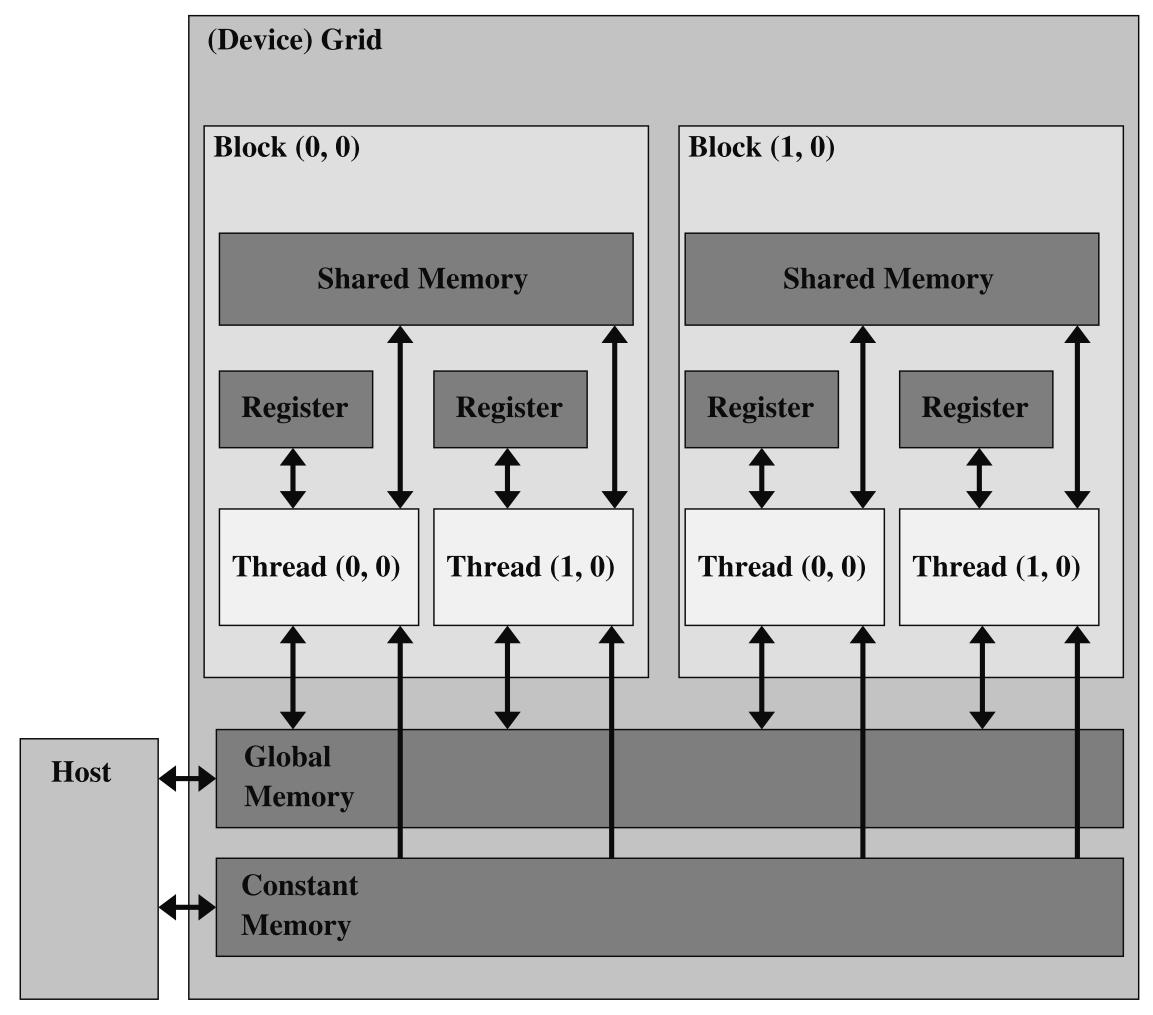 (Device) Grid
Block (0, 0)
Shared Memory
Register
Register
Thread (0, 0)
Thread (1, 0)
Block (1, 0)
Shared Memory
Register
Register
Thread (0, 0)
Thread (1, 0)
Host
Global
Memory
Constant
Memory